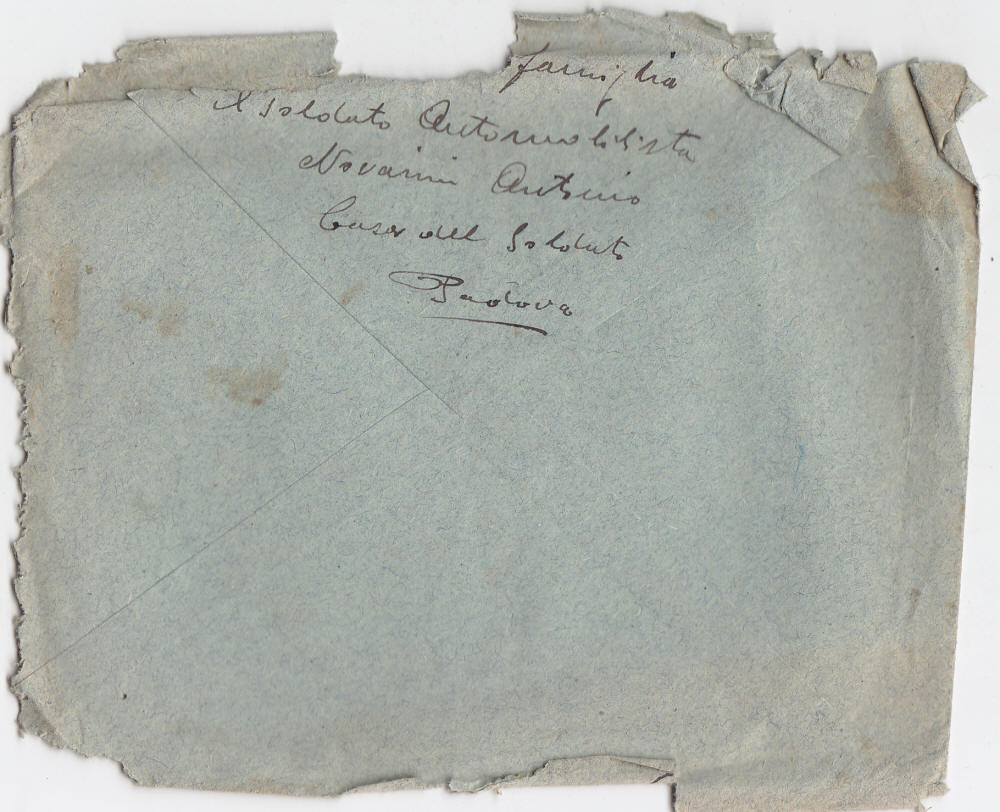 famiglia
il soldato Automobilista
Novarini Antonio
Casa del Soldato
Padova